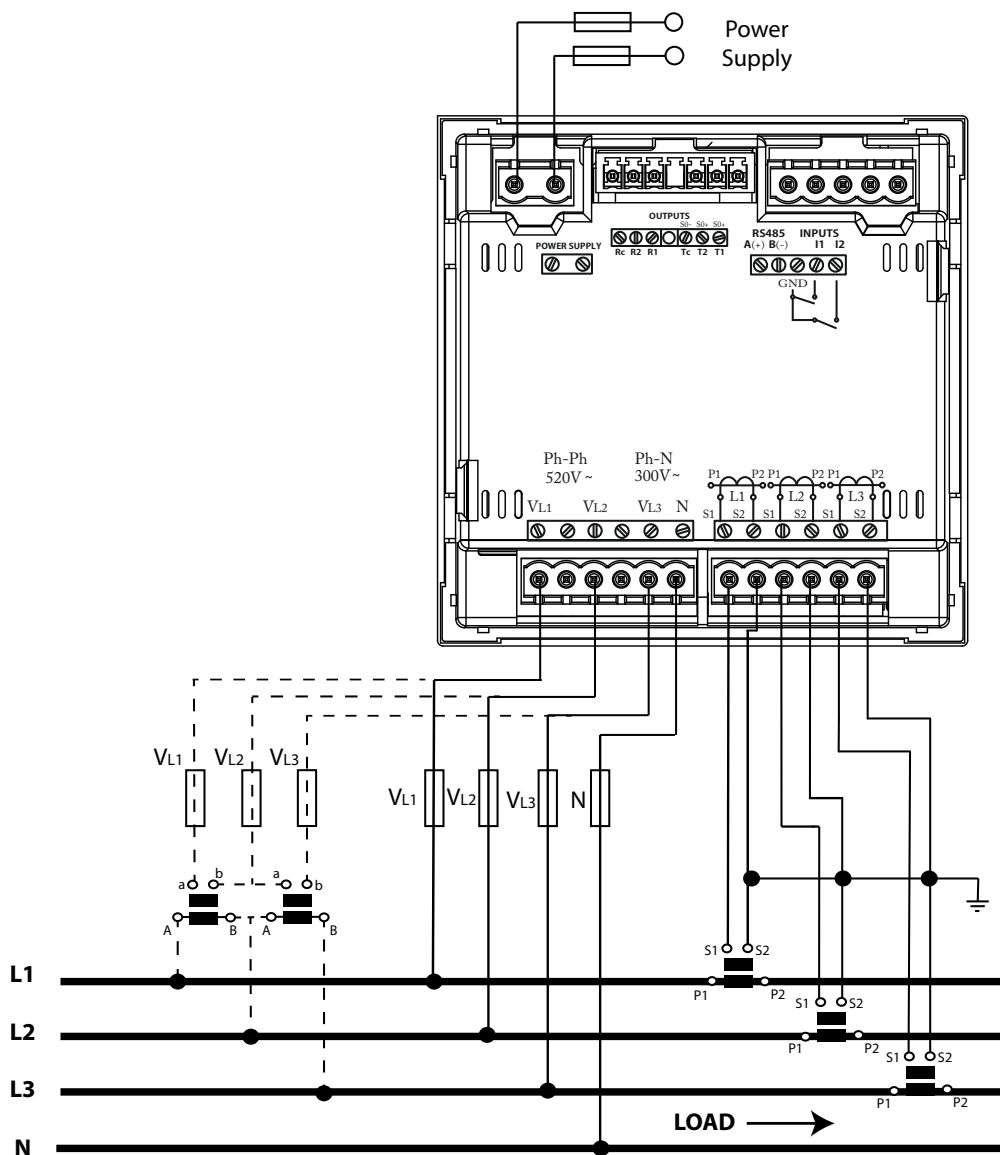 Power
Supply
OUTPUTS
S0- S0+ S0+
Rc R2 R1 Tc T2 T1
POWER SUPPLY
RS485 INPUTS
A(+) B(-) I1 I2
GND
Ph-Ph
520V ~
Ph-N
300V ~
P1 P2 P1 P2 P1 P2
L1 L2 L3
S1 S2 S1 S2 S1 S2
VL1 VL2 VL3 N
VL1 VL2 VL3
VL1 VL2 VL3 N
a b a b
A B A B
S1 S2
L1
P1 P2
S1 S2
L2
P1 P2
S1 S2
L3
P1 P2
LOAD
N